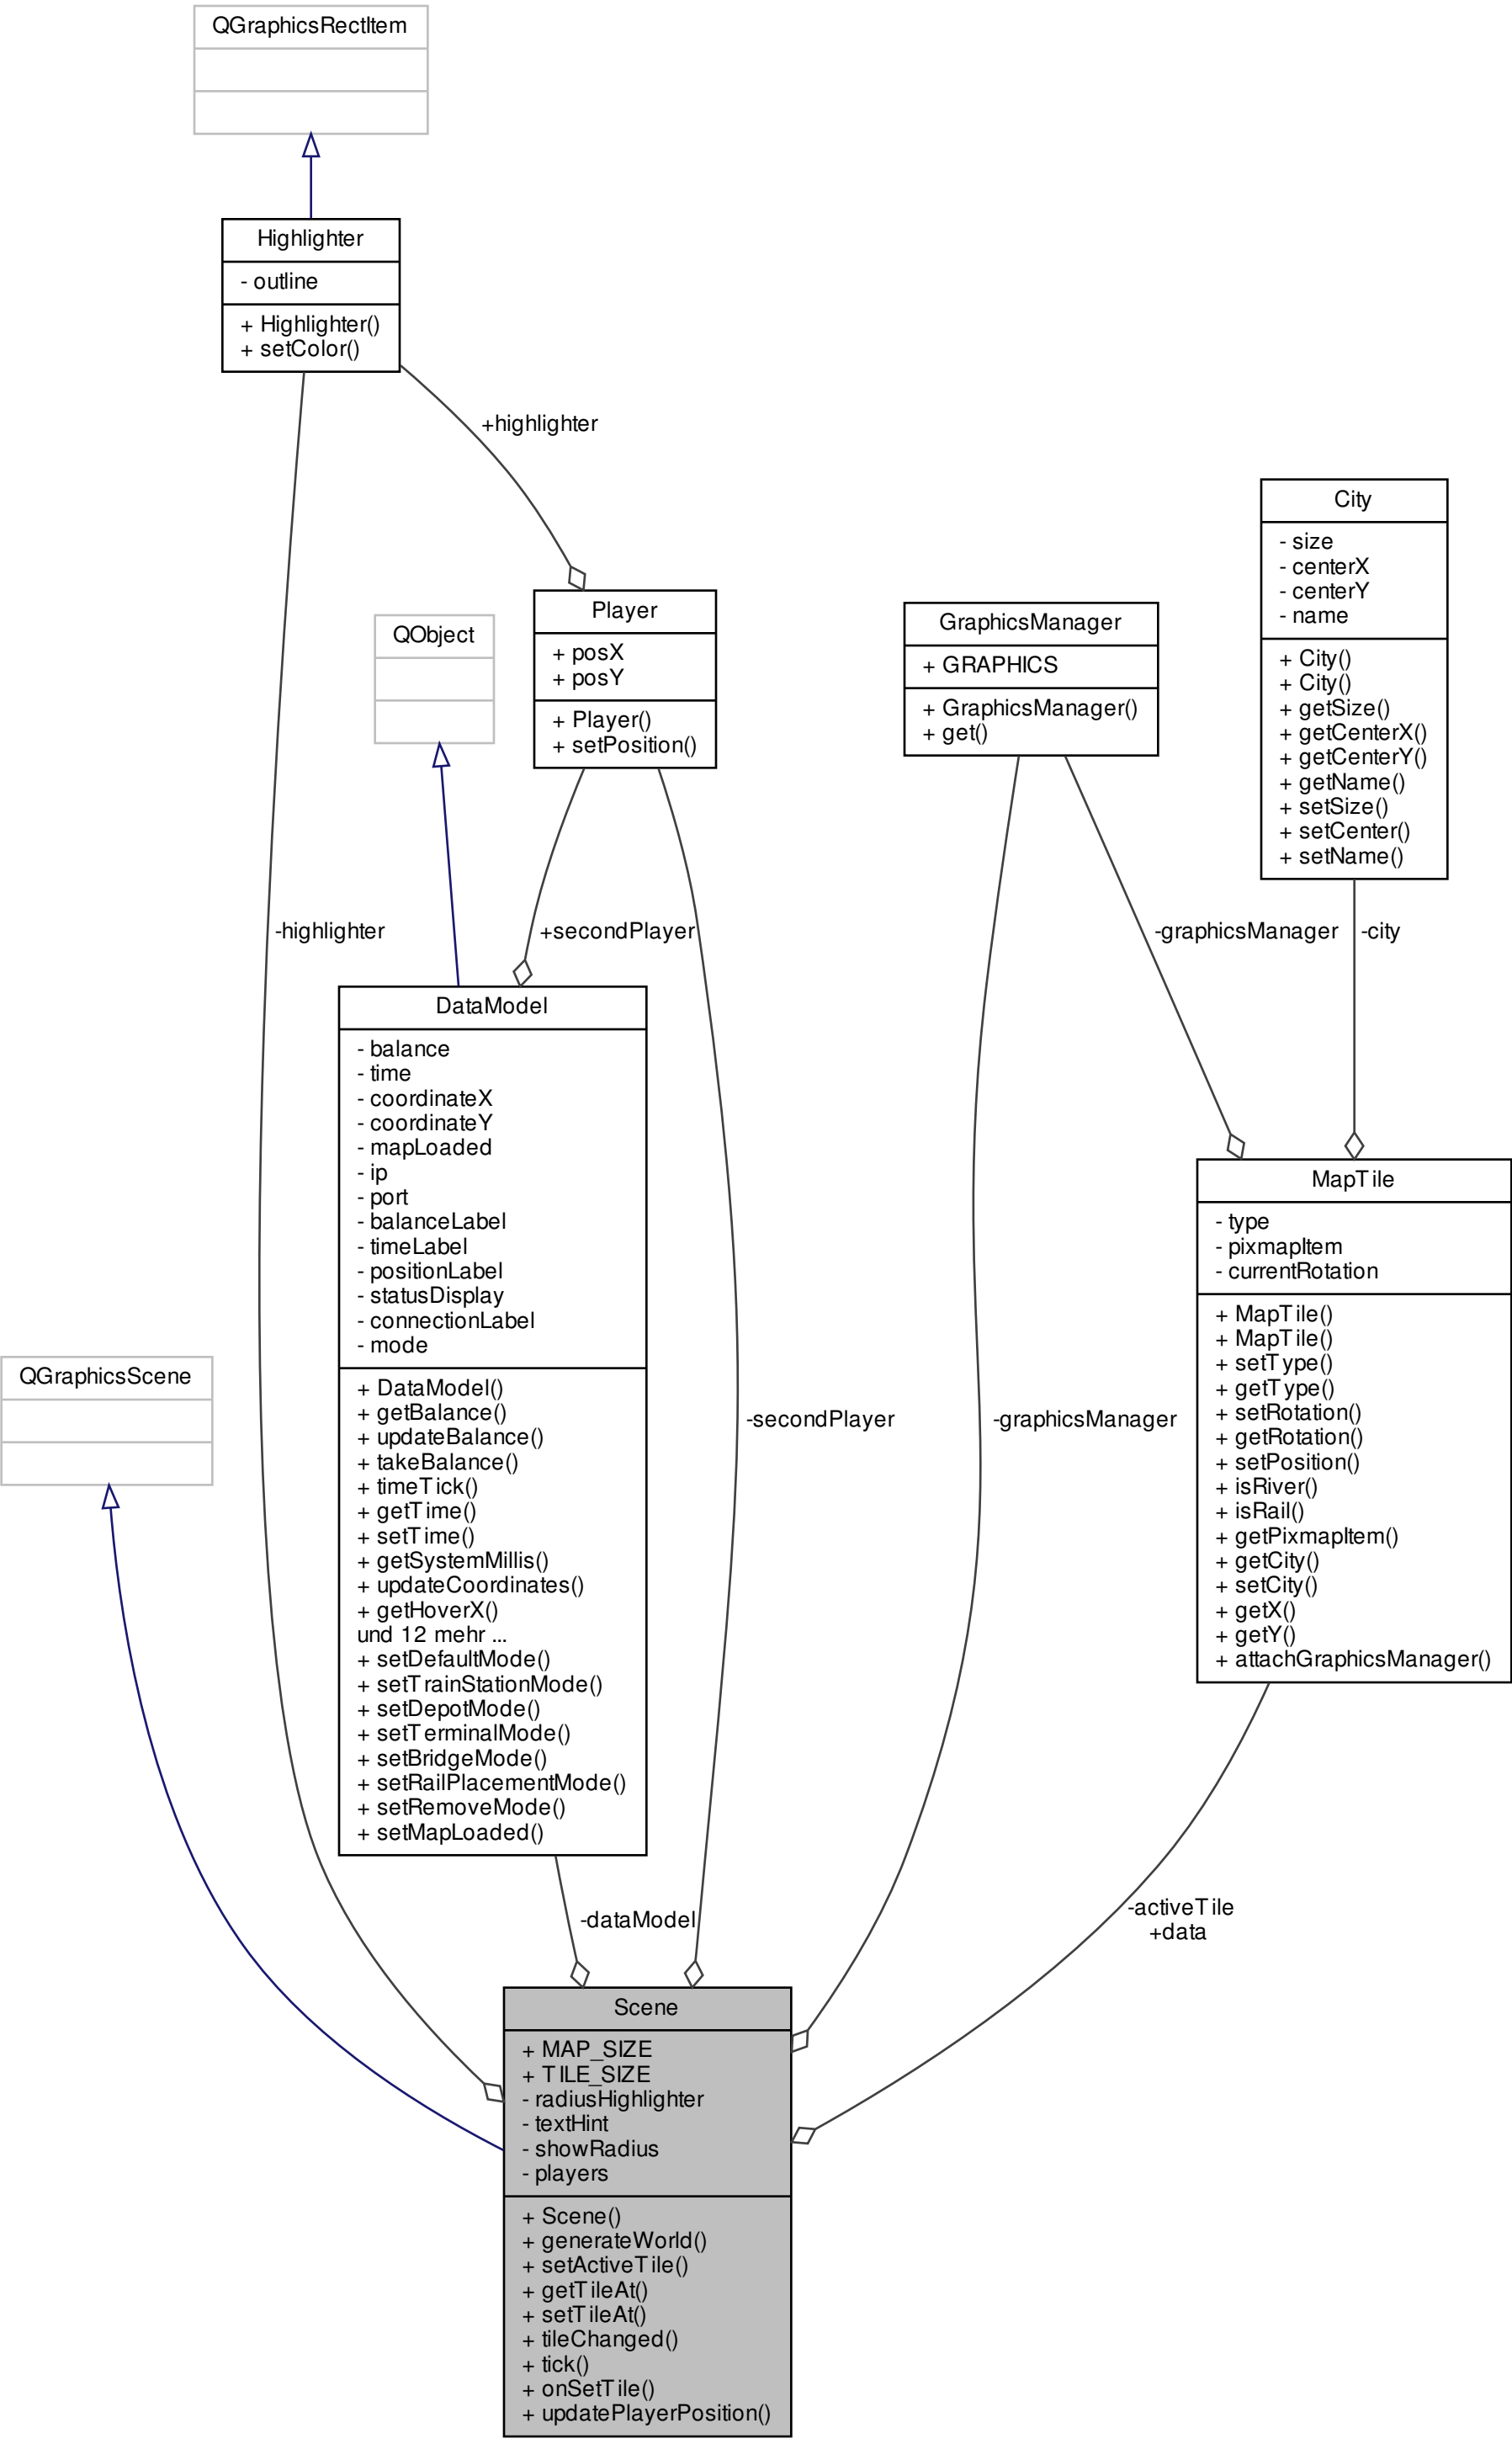 QGraphicsRectItem
Highlighter
- outline
+ Highlighter()
+ setColor()
+highlighter
City
- size
- centerX
- centerY
- name
+ City()
+ City()
+ getSize()
+ getCenterX()
+ getCenterY()
+ getName()
+ setSize()
+ setCenter()
+ setName()
Player
+ posX
+ posY
+ Player()
+ setPosition()
GraphicsManager
+ GRAPHICS
+ GraphicsManager()
+ get()
QObject
-highlighter
+secondPlayer
-graphicsManager
-city
DataModel
- balance
- time
- coordinateX
- coordinateY
- mapLoaded
- ip
- port
- balanceLabel
- timeLabel
- positionLabel
- statusDisplay
- connectionLabel
- mode
+ DataModel()
+ getBalance()
+ updateBalance()
+ takeBalance()
+ timeTick()
+ getTime()
+ setTime()
+ getSystemMillis()
+ updateCoordinates()
+ getHoverX()
und 12 mehr ...
+ setDefaultMode()
+ setTrainStationMode()
+ setDepotMode()
+ setTerminalMode()
+ setBridgeMode()
+ setRailPlacementMode()
+ setRemoveMode()
+ setMapLoaded()
MapTile
- type
- pixmapItem
- currentRotation
+ MapTile()
+ MapTile()
+ setType()
+ getType()
+ setRotation()
+ getRotation()
+ setPosition()
+ isRiver()
+ isRail()
+ getPixmapItem()
+ getCity()
+ setCity()
+ getX()
+ getY()
+ attachGraphicsManager()
QGraphicsScene
-secondPlayer
-graphicsManager
-dataModel
-activeTile
+data
Scene
+ MAP_SIZE
+ TILE_SIZE
- radiusHighlighter
- textHint
- showRadius
- players
+ Scene()
+ generateWorld()
+ setActiveTile()
+ getTileAt()
+ setTileAt()
+ tileChanged()
+ tick()
+ onSetTile()
+ updatePlayerPosition()